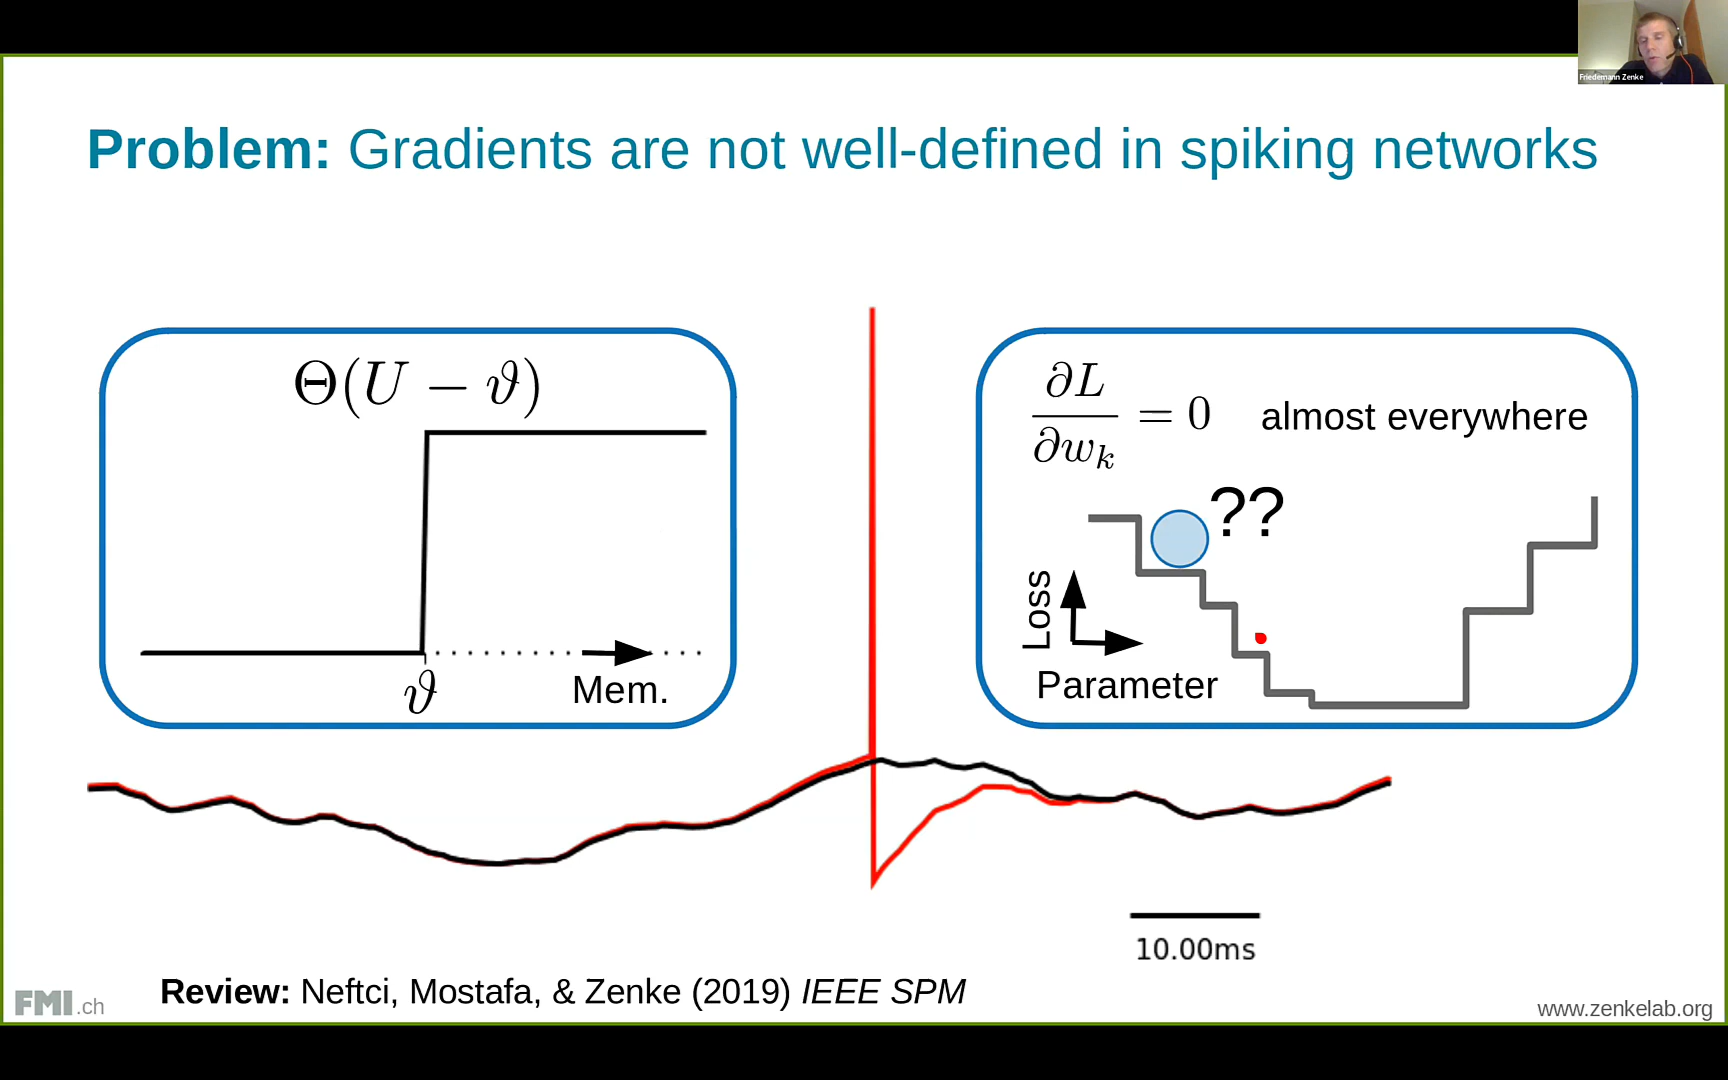 Friedemann Zenke
Problem: Gradients are not well-defined in spiking networks
Θ(U − ϑ)
ϑ
Mem.
∂L/∂w_k = 0 almost everywhere
??
Loss
Parameter
10.00ms
Review: Neftci, Mostafa, & Zenke (2019) IEEE SPM
FMI.ch
www.zenkelab.org